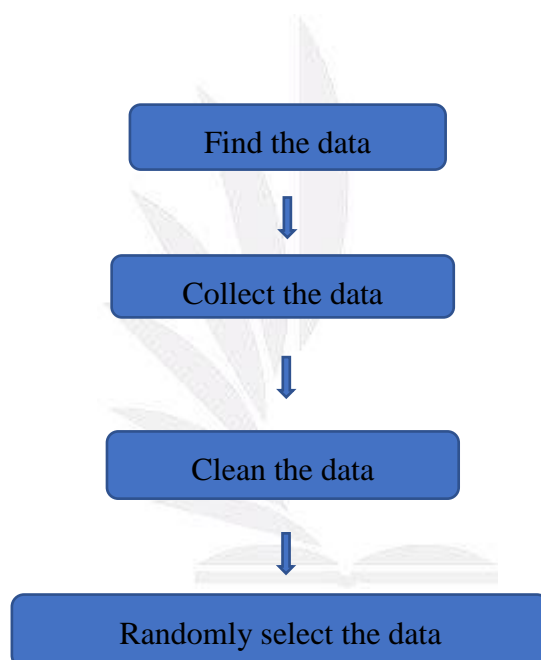 Find the data
Collect the data
Clean the data
Randomly select the data